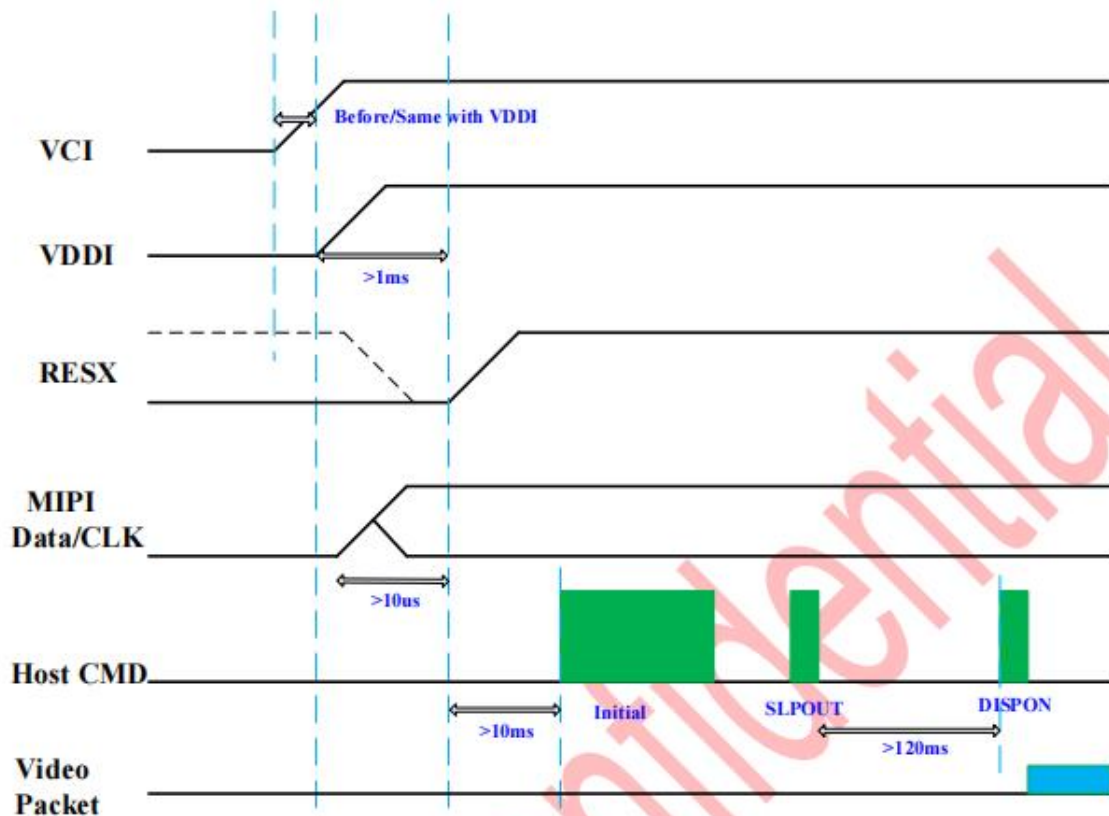 Before/Same with VDDI
VCI
VDDI
>1ms
RESX
MIPI
Data/CLK
>10us
Host CMD
Initial
SLPOUT
DISPON
>10ms
>120ms
Video
Packet
nfidential